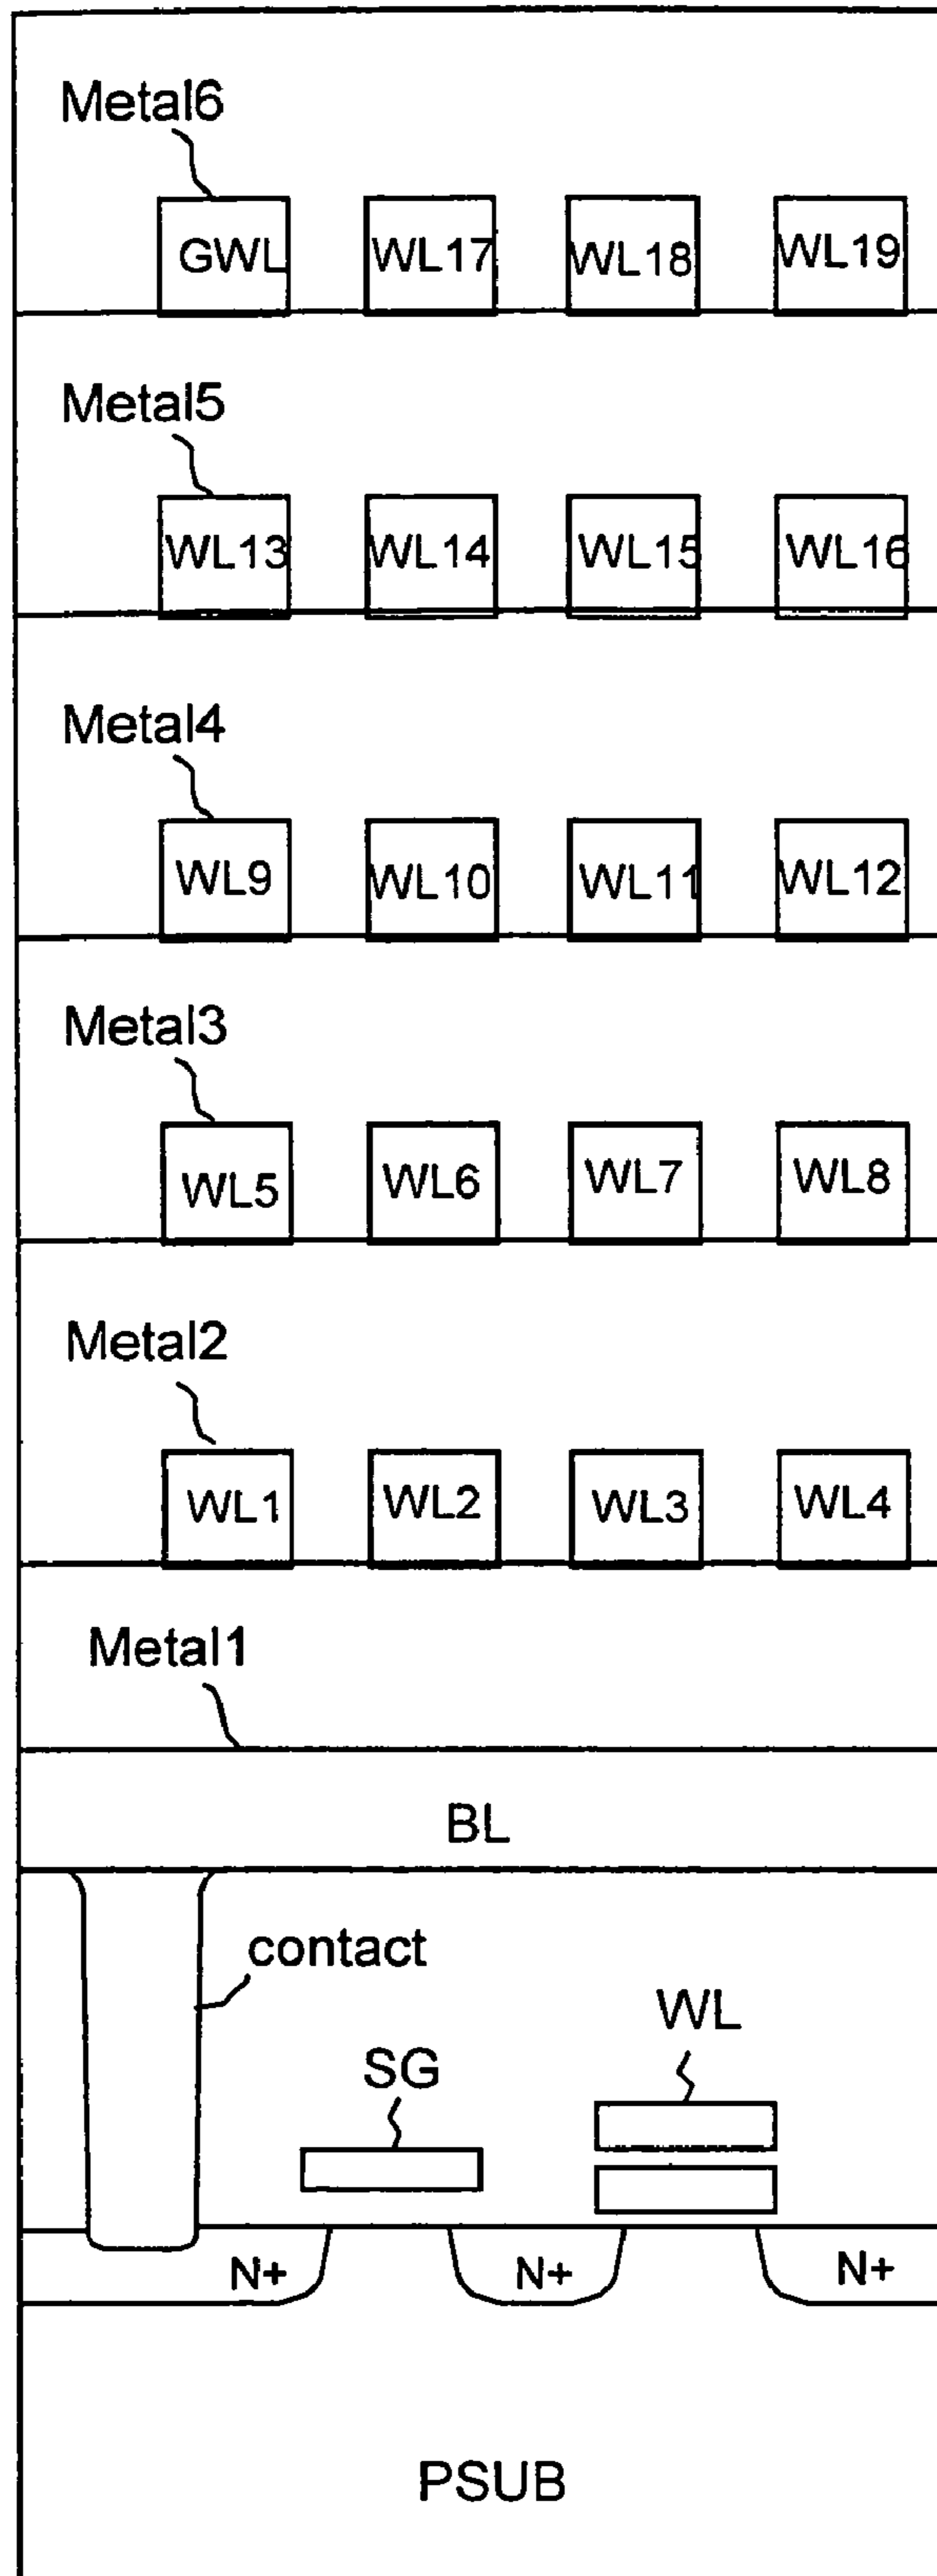 Metal6
GWL WL17 WL18 WL19
Metal5
WL13 WL14 WL15 WL16
Metal4
WL9 WL10 WL11 WL12
Metal3
WL5 WL6 WL7 WL8
Metal2
WL1 WL2 WL3 WL4
Metal1
BL
contact
WL
SG
N+ N+ N+
PSUB